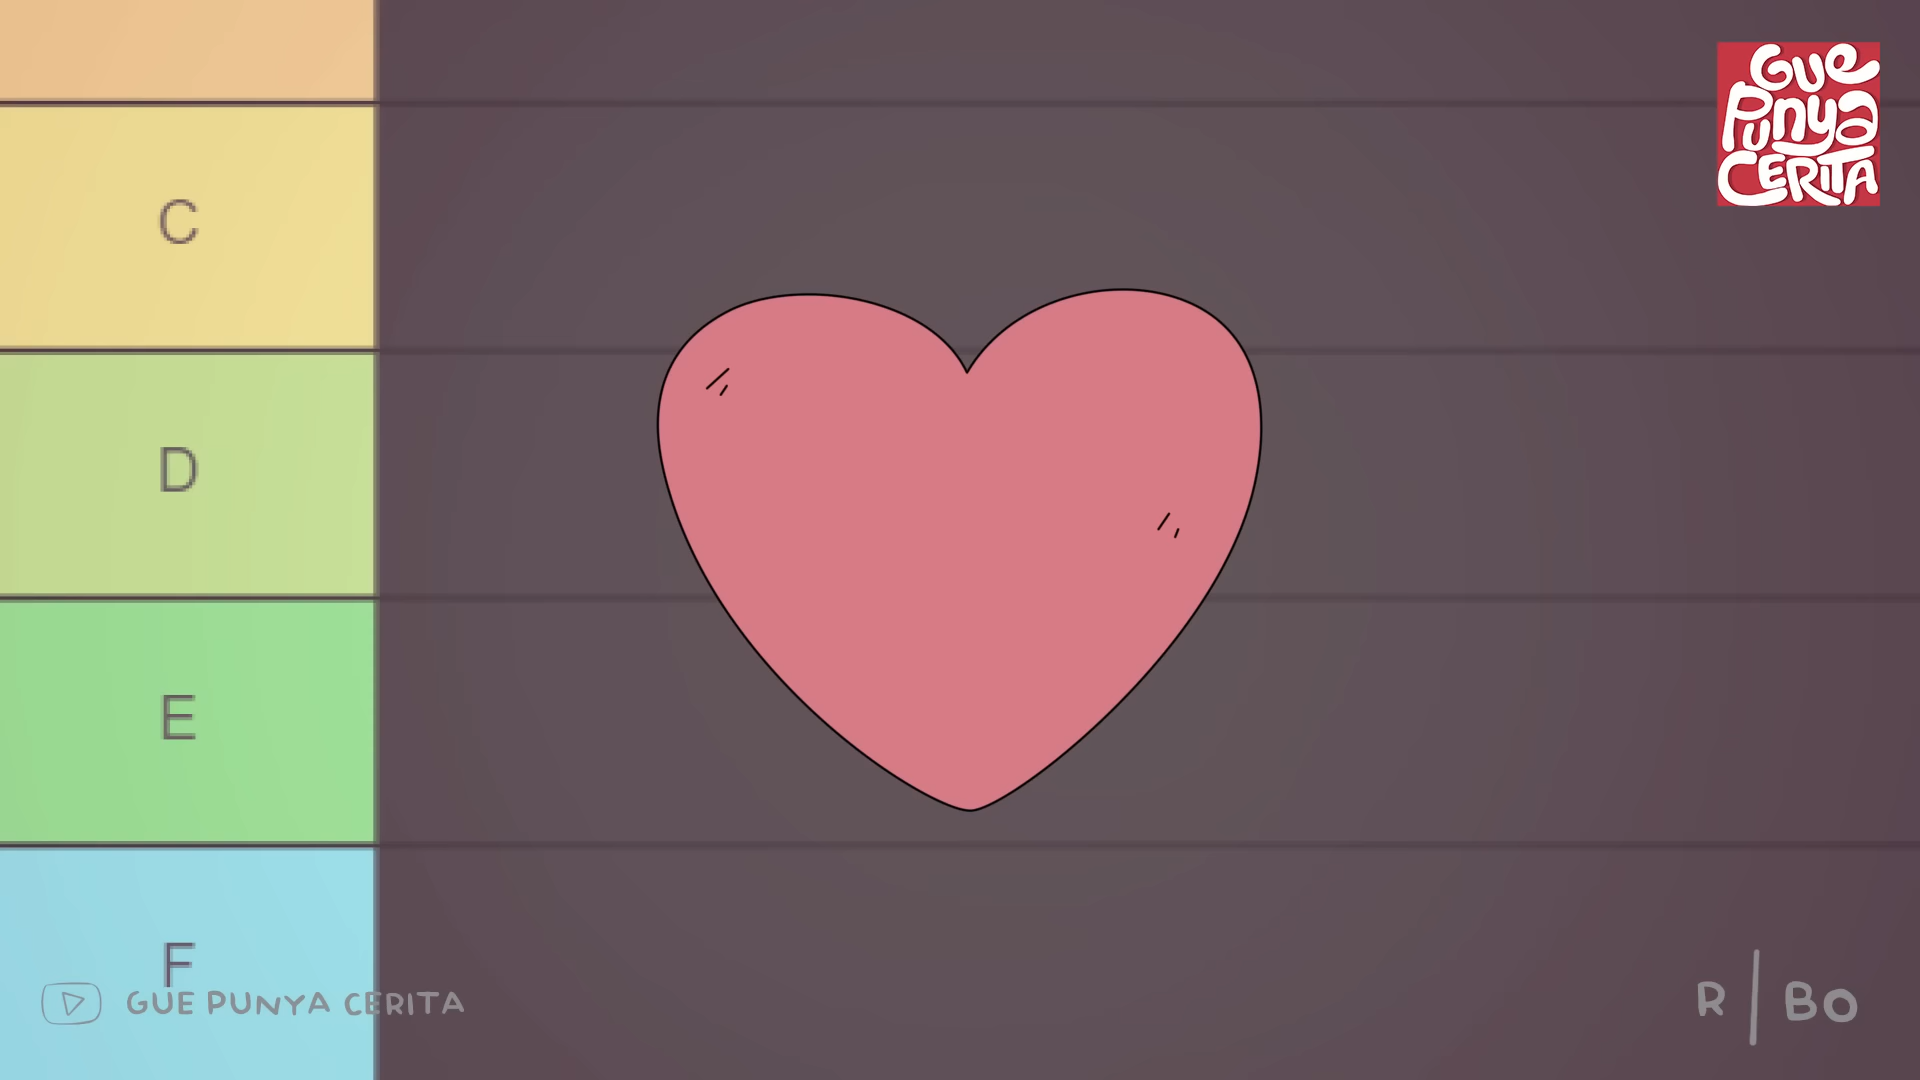 Gue
Punya
CERITA
C
D
E
F
GUE PUNYA CERITA
R | BO